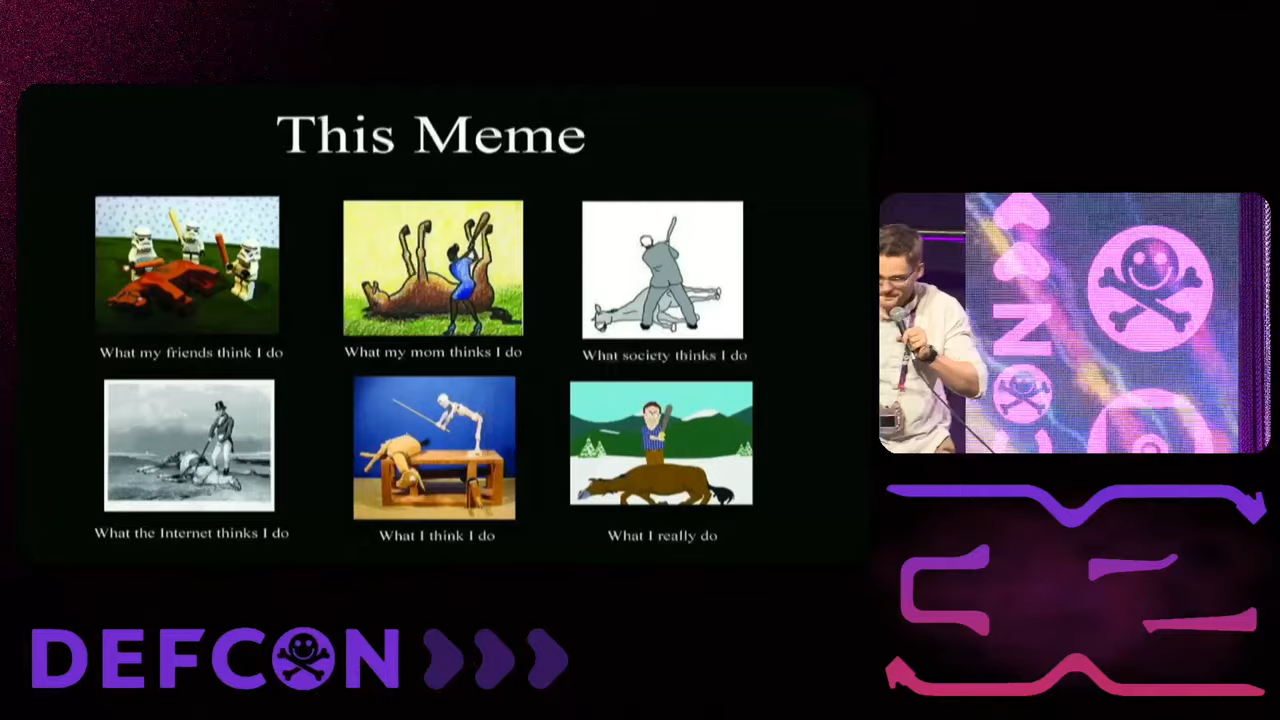 This Meme
What my friends think I do
What my mom thinks I do
What society thinks I do
What the Internet thinks I do
What I think I do
What I really do
DEFCON